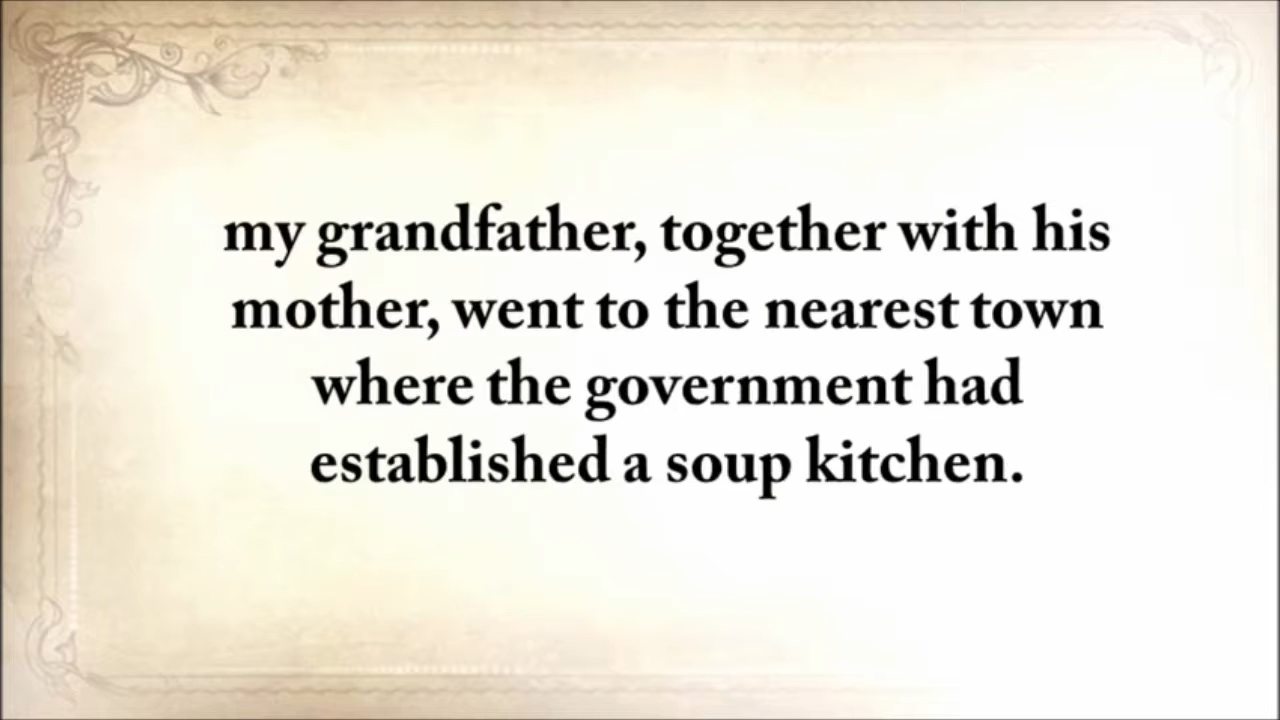 my grandfather, together with his
mother, went to the nearest town
where the government had
established a soup kitchen.